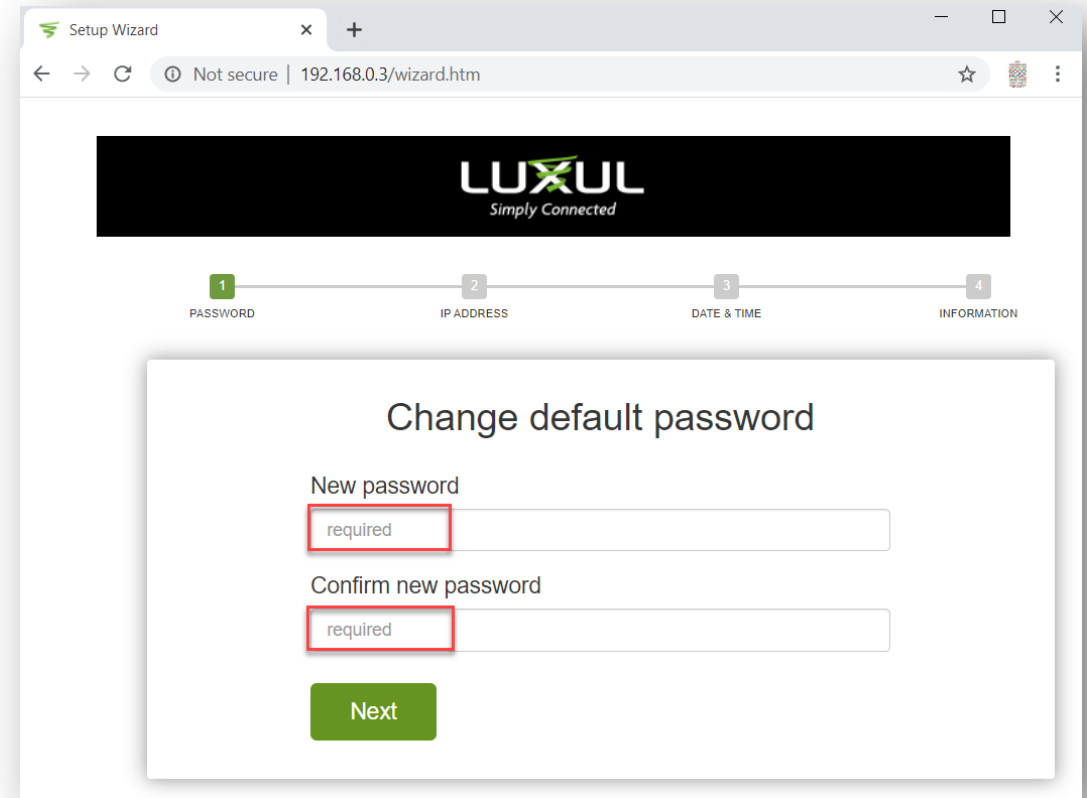 Setup Wizard
Not secure | 192.168.0.3/wizard.htm
LUXUL
Simply Connected
1 2 3 4
PASSWORD IP ADDRESS DATE & TIME INFORMATION
Change default password
New password
required
Confirm new password
required
Next